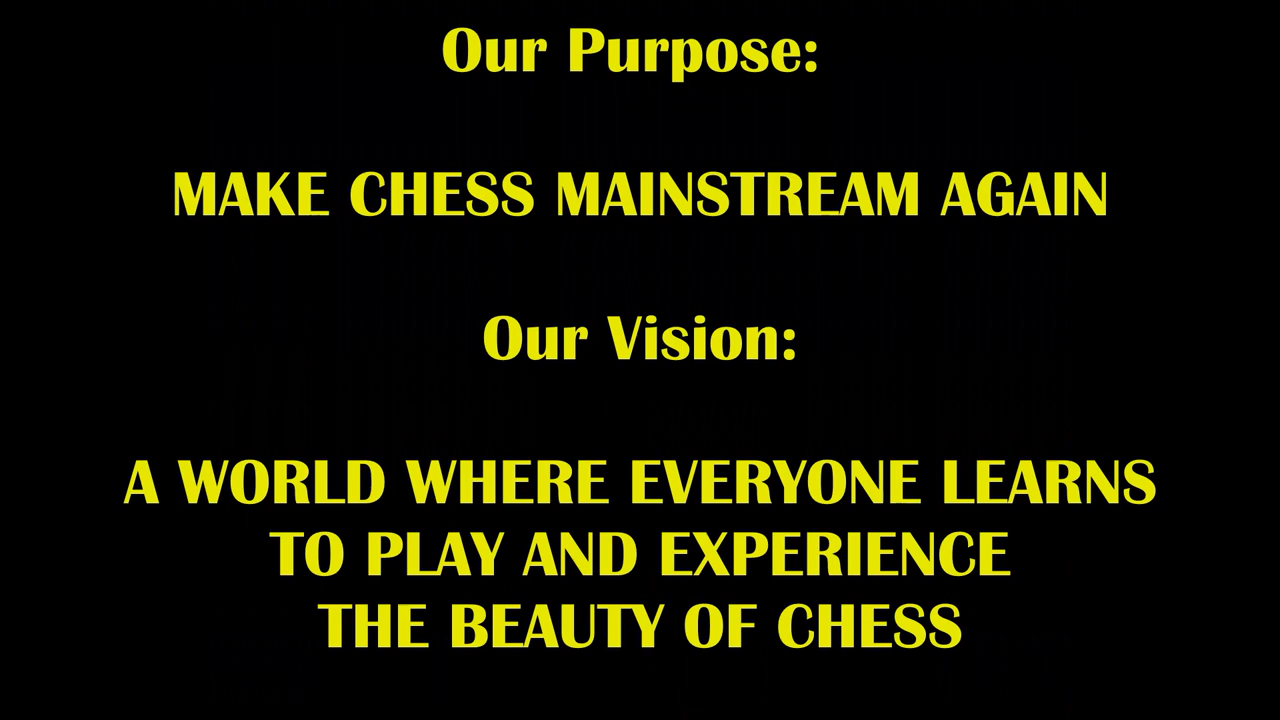 Our Purpose:
MAKE CHESS MAINSTREAM AGAIN
Our Vision:
A WORLD WHERE EVERYONE LEARNS
TO PLAY AND EXPERIENCE
THE BEAUTY OF CHESS